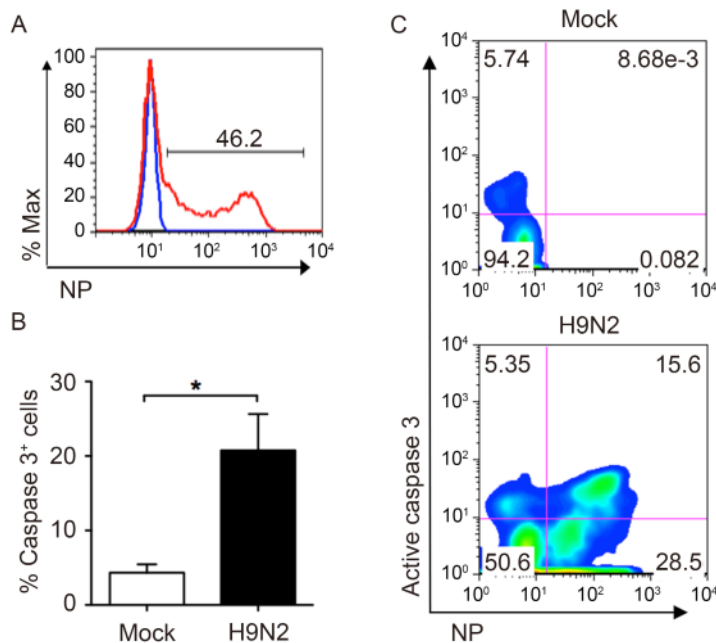 A
% Max
100
80
60
40
20
0
46.2
10¹ 10² 10³ 10⁴
NP
B
% Caspase 3⁺ cells
30
20
10
0
*
Mock H9N2
C
Mock
Active caspase 3
10⁴
10³
10²
10¹
10⁰
5.74 8.68e-3
94.2 0.082
10⁰ 10¹ 10² 10³ 10⁴
H9N2
10⁴
10³
10²
10¹
10⁰
5.35 15.6
50.6 28.5
10⁰ 10¹ 10² 10³ 10⁴
NP